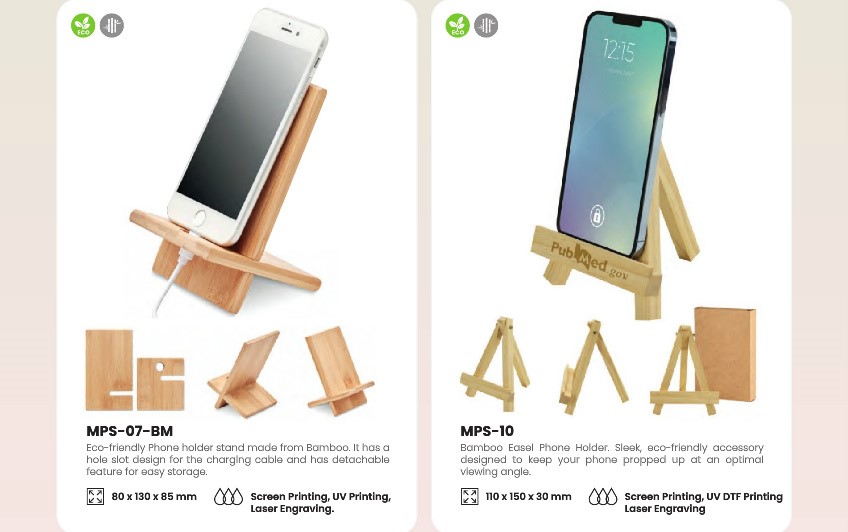 ECO
MPS-07-BM
Eco-friendly Phone holder stand made from Bamboo. It has a
hole slot design for the charging cable and has detachable
feature for easy storage.
80 x 130 x 85 mm
Screen Printing, UV Printing,
Laser Engraving.
ECO
12:15
PubMed.gov
MPS-10
Bamboo Easel Phone Holder. Sleek, eco-friendly accessory
designed to keep your phone propped up at an optimal
viewing angle.
110 x 150 x 30 mm
Screen Printing, UV DTF Printing
Laser Engraving